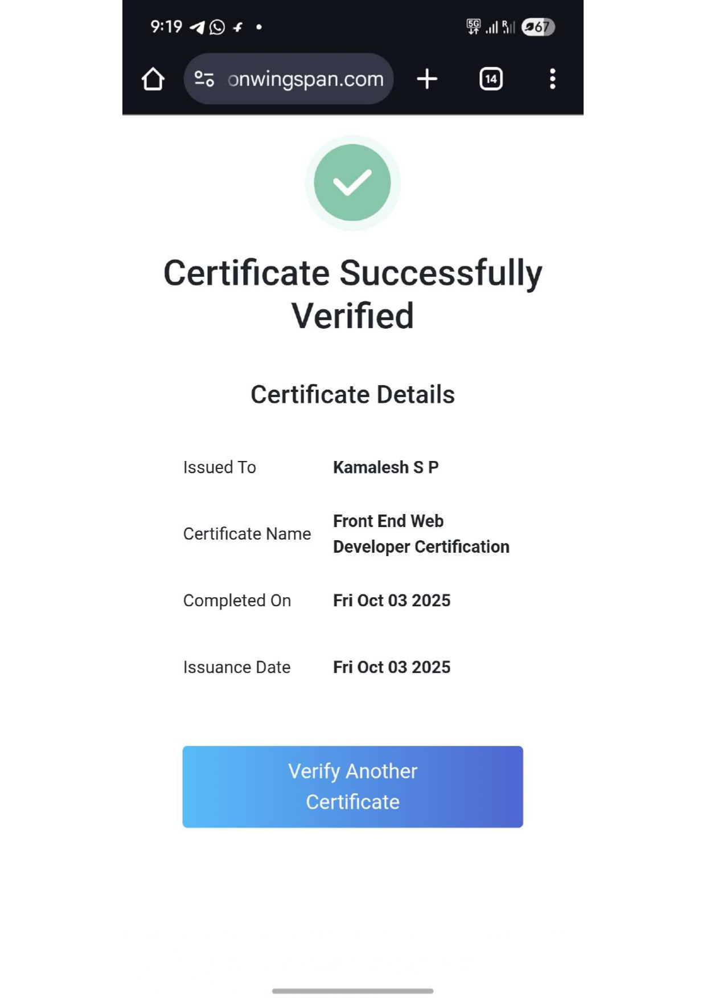 9:19
5G R 67
onwingspan.com 14
Certificate Successfully
Verified
Certificate Details
Issued To Kamalesh S P
Certificate Name Front End Web
Developer Certification
Completed On Fri Oct 03 2025
Issuance Date Fri Oct 03 2025
Verify Another
Certificate